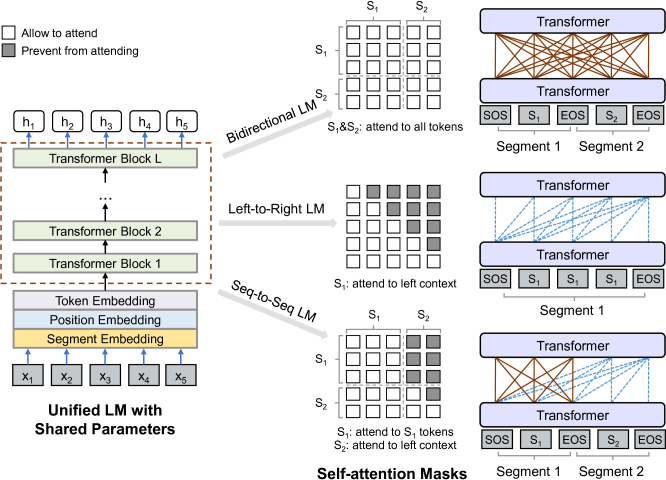 Allow to attend
Prevent from attending
h1 h2 h3 h4 h5
Transformer Block L
...
Transformer Block 2
Transformer Block 1
Token Embedding
Position Embedding
Segment Embedding
x1 x2 x3 x4 x5
Unified LM with
Shared Parameters
Bidirectional LM
Left-to-Right LM
Seq-to-Seq LM
S1 S2
S1
S2
S1&S2: attend to all tokens
S1: attend to left context
S1 S2
S1
S2
S1: attend to S1 tokens
S2: attend to left context
Self-attention Masks
Transformer
Transformer
SOS S1 EOS S2 EOS
Segment 1 Segment 2
Transformer
Transformer
SOS S1 S1 S1 EOS
Segment 1
Transformer
Transformer
SOS S1 EOS S2 EOS
Segment 1 Segment 2